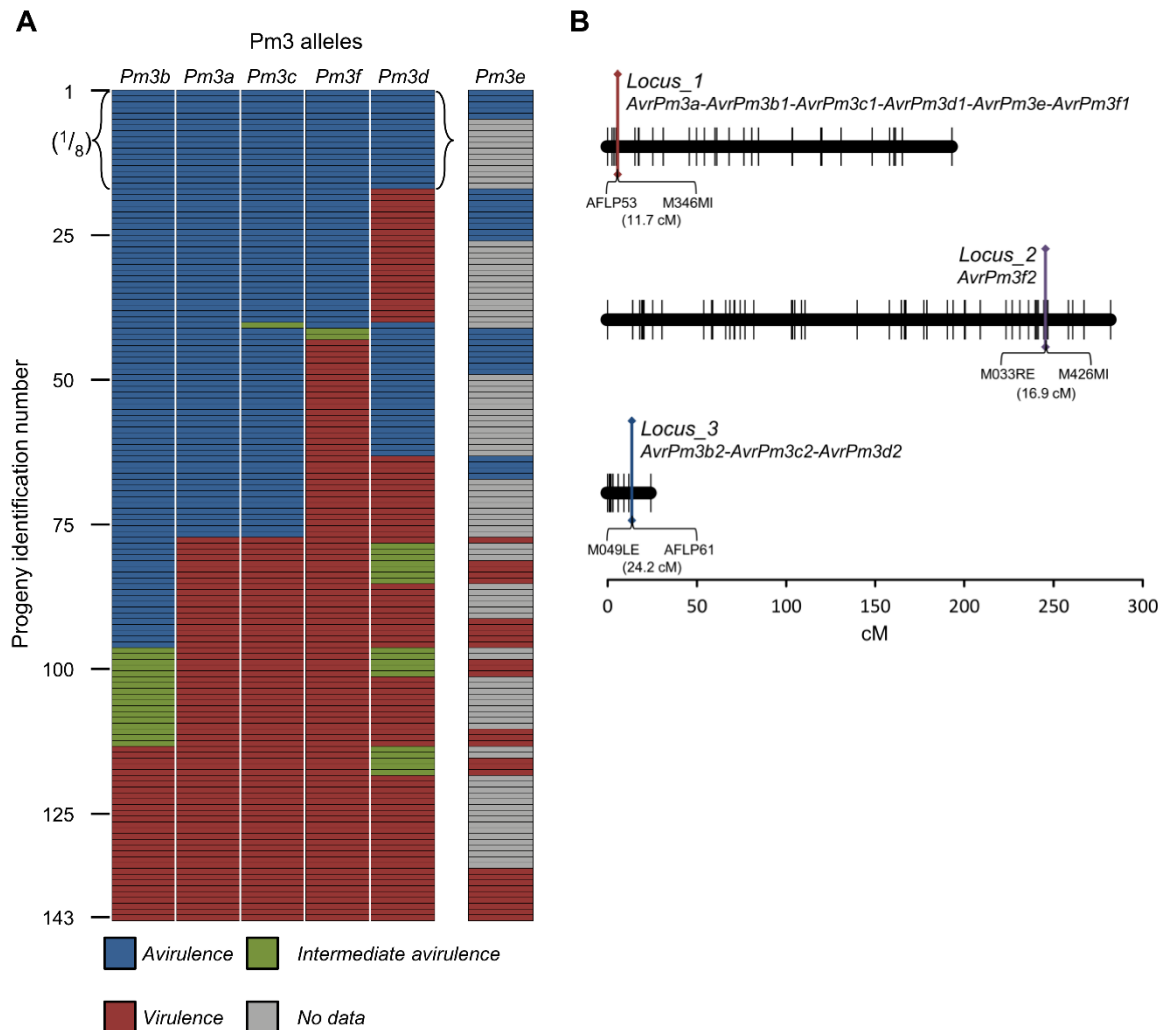 A
Pm3 alleles
Pm3b Pm3a Pm3c Pm3f Pm3d Pm3e
1
(1/8)
25
50
75
100
125
143
Progeny identification number
Avirulence
Intermediate avirulence
Virulence
No data
B
Locus_1
AvrPm3a-AvrPm3b1-AvrPm3c1-AvrPm3d1-AvrPm3e-AvrPm3f1
AFLP53 M346MI
(11.7 cM)
Locus_2
AvrPm3f2
M033RE M426MI
(16.9 cM)
Locus_3
AvrPm3b2-AvrPm3c2-AvrPm3d2
M049LE AFLP61
(24.2 cM)
0 50 100 150 200 250 300
cM